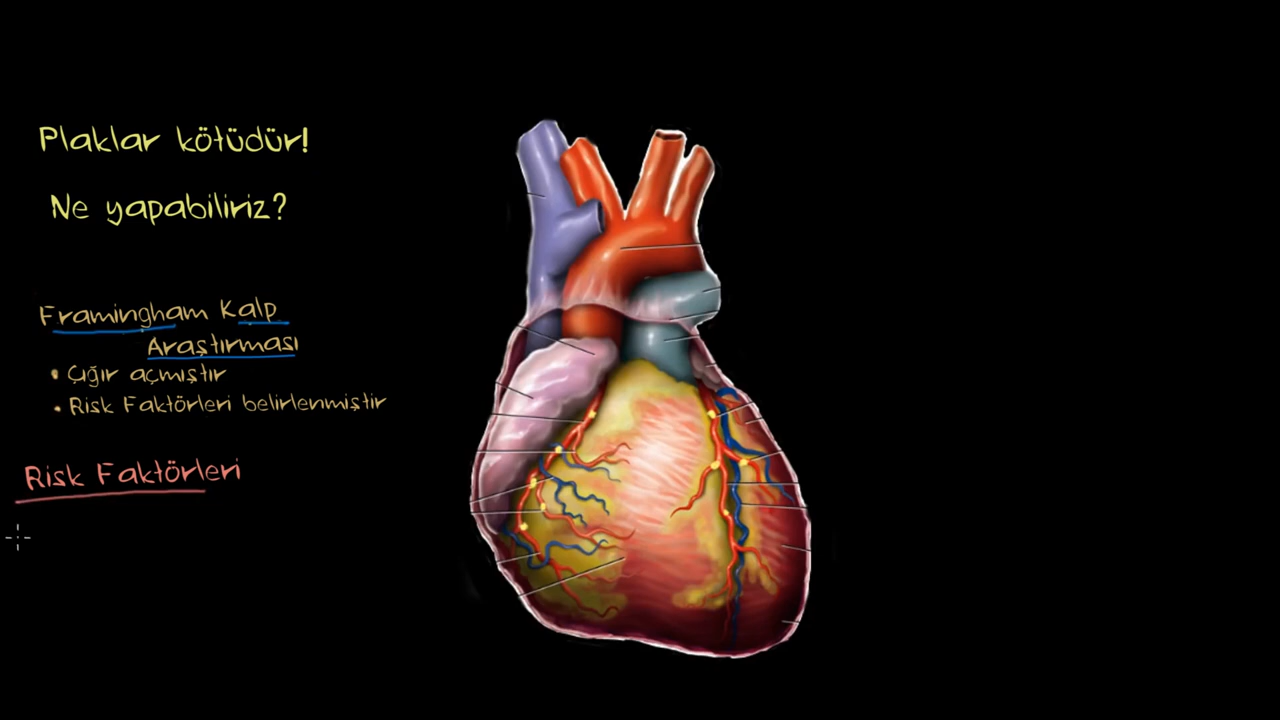 Plaklar kötüdür!
Ne yapabiliriz?
Framingham Kalp
Araştırması
• Çığır açmıştır
• Risk Faktörleri belirlenmiştir
Risk Faktörleri